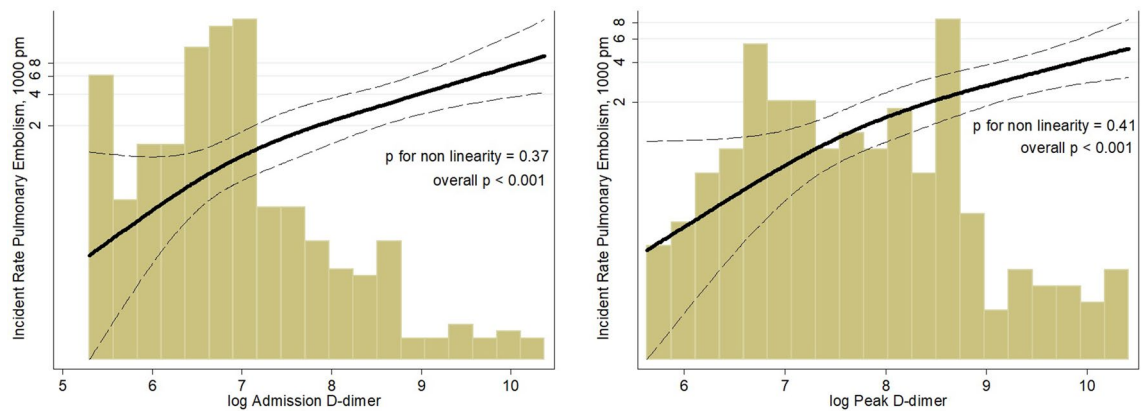 Incident Rate Pulmonary Embolism, 1000 pm
8
6
4
2
p for non linearity = 0.37
overall p < 0.001
5 6 7 8 9 10
log Admission D-dimer
Incident Rate Pulmonary Embolism, 1000 pm
8
6
4
2
p for non linearity = 0.41
overall p < 0.001
6 7 8 9 10
log Peak D-dimer